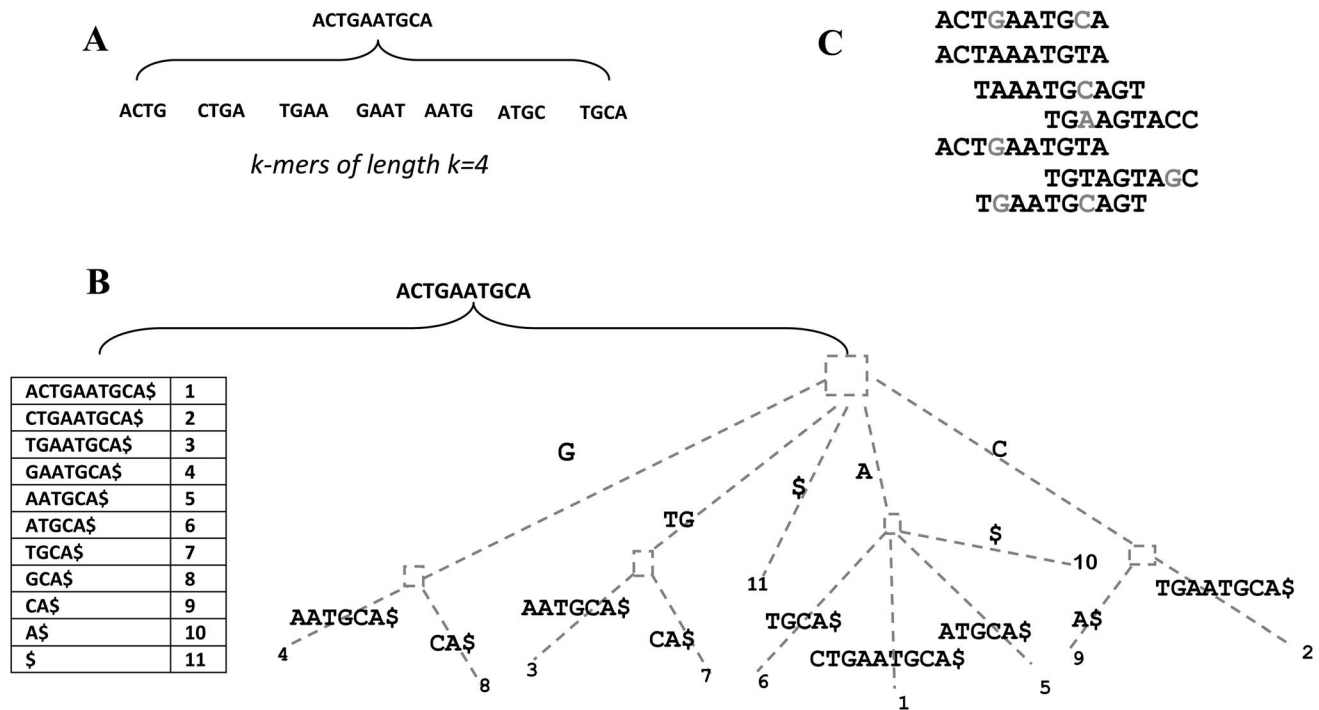 A
ACTGAATGCA
ACTG CTGA TGAA GAAT AATG ATGC TGCA
k-mers of length k=4
C
ACTGAATGCA
ACTAAATGTA
TAAATGCAGT
TGAAGTACC
ACTGAATGTA
TGTAGTAGC
TGAATGCAGT
B
ACTGAATGCA
ACTGAATGCA$ 1
CTGAATGCA$ 2
TGAATGCA$ 3
GAATGCA$ 4
AATGCA$ 5
ATGCA$ 6
TGCA$ 7
GCA$ 8
CA$ 9
A$ 10
$ 11
G
TG
$
A
C
$
11
10
AATGCA$
CA$
AATGCA$
CA$
TGCA$
CTGAATGCA$
ATGCA$
A$
TGAATGCA$
4
8
3
7
6
1
5
9
2